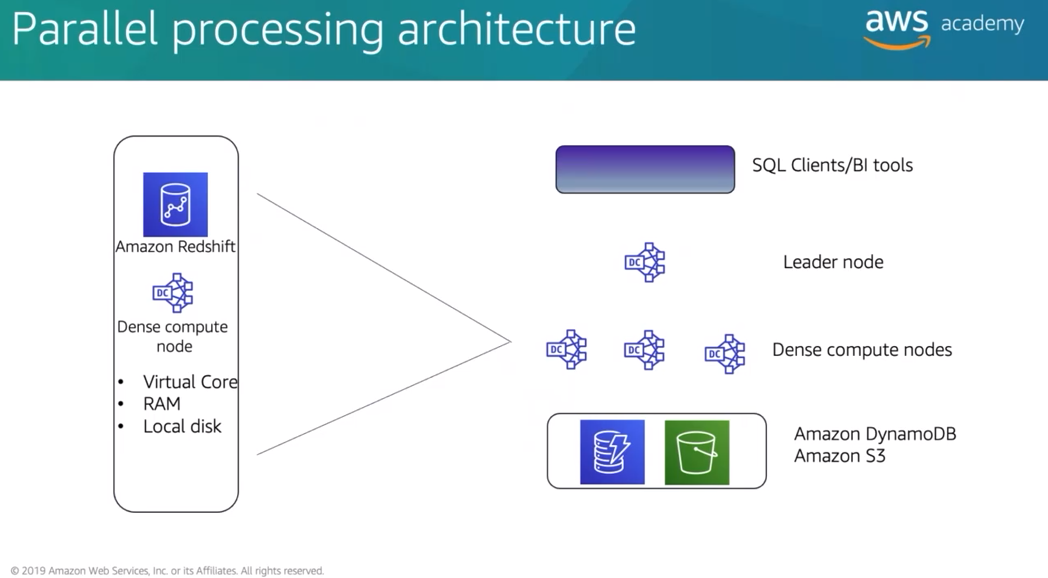 Parallel processing architecture
aws academy
Amazon Redshift
DC
Dense compute
node
• Virtual Core
• RAM
• Local disk
SQL Clients/BI tools
DC
Leader node
DC DC DC
Dense compute nodes
Amazon DynamoDB
Amazon S3
© 2019 Amazon Web Services, Inc. or its Affiliates. All rights reserved.